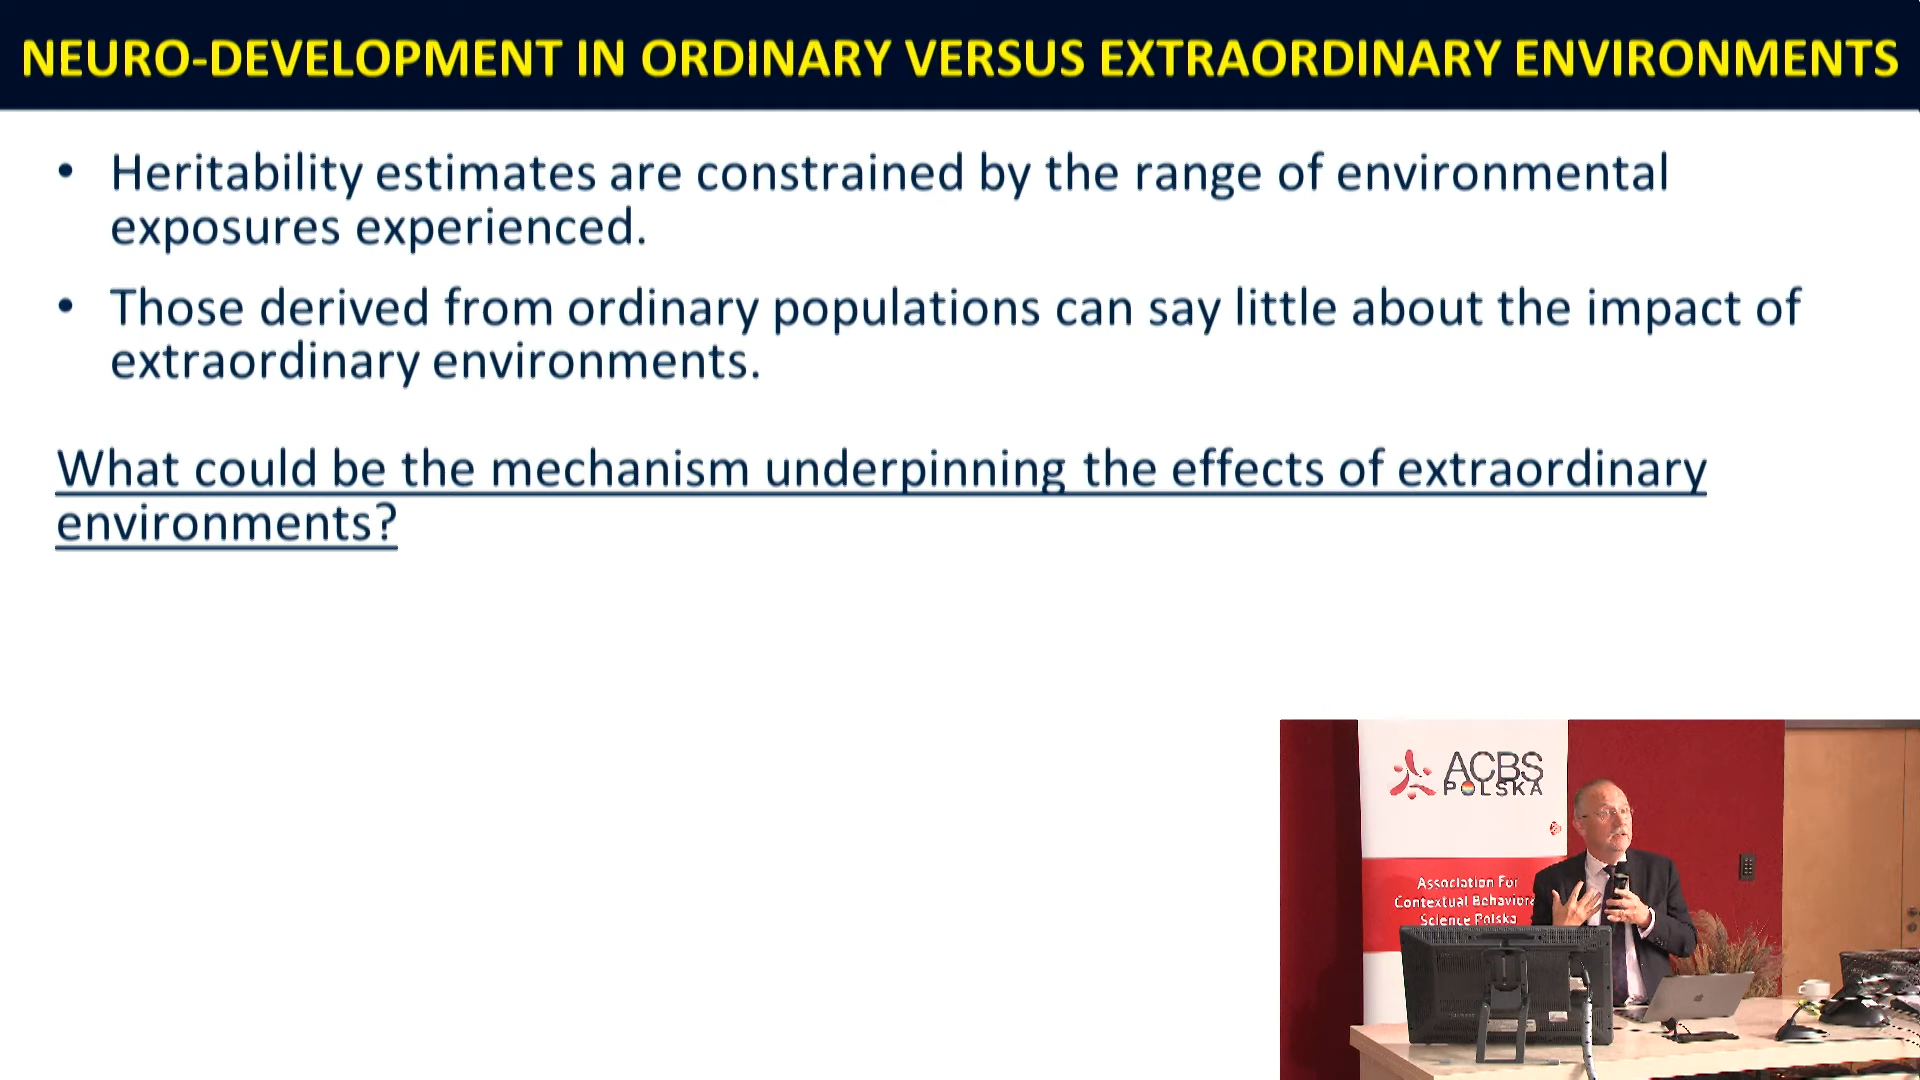 NEURO-DEVELOPMENT IN ORDINARY VERSUS EXTRAORDINARY ENVIRONMENTS
• Heritability estimates are constrained by the range of environmental
exposures experienced.
• Those derived from ordinary populations can say little about the impact of
extraordinary environments.
What could be the mechanism underpinning the effects of extraordinary
environments?
ACBS
POLSKA
Association For
Contextual Behaviora
Science Polska